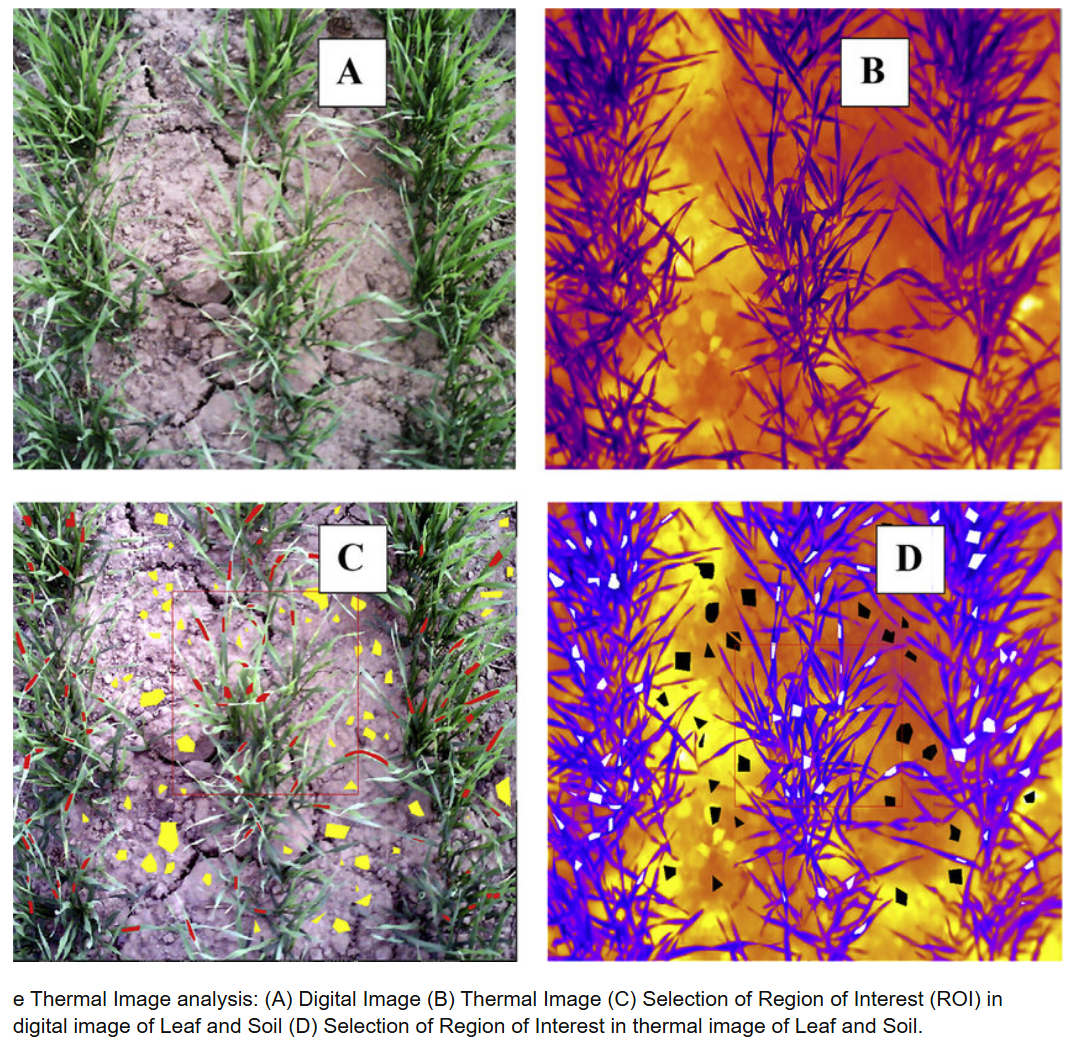 A
B
C
D
e Thermal Image analysis: (A) Digital Image (B) Thermal Image (C) Selection of Region of Interest (ROI) in
digital image of Leaf and Soil (D) Selection of Region of Interest in thermal image of Leaf and Soil.